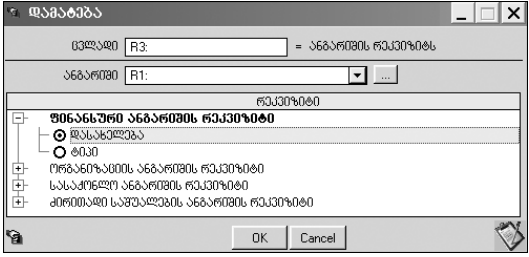 დამატება
ცვლადი R3: = ანგარიშის რეკვიზიტს
ანგარიში R1: ...
რეკვიზიტი
ფინანსური ანგარიშის რეკვიზიტი
დასახელება
ტიპი
ორგანიზაციის ანგარიშის რეკვიზიტი
სასაქონლო ანგარიშის რეკვიზიტი
ძირითადი საშუალების ანგარიშის რეკვიზიტი
OK Cancel